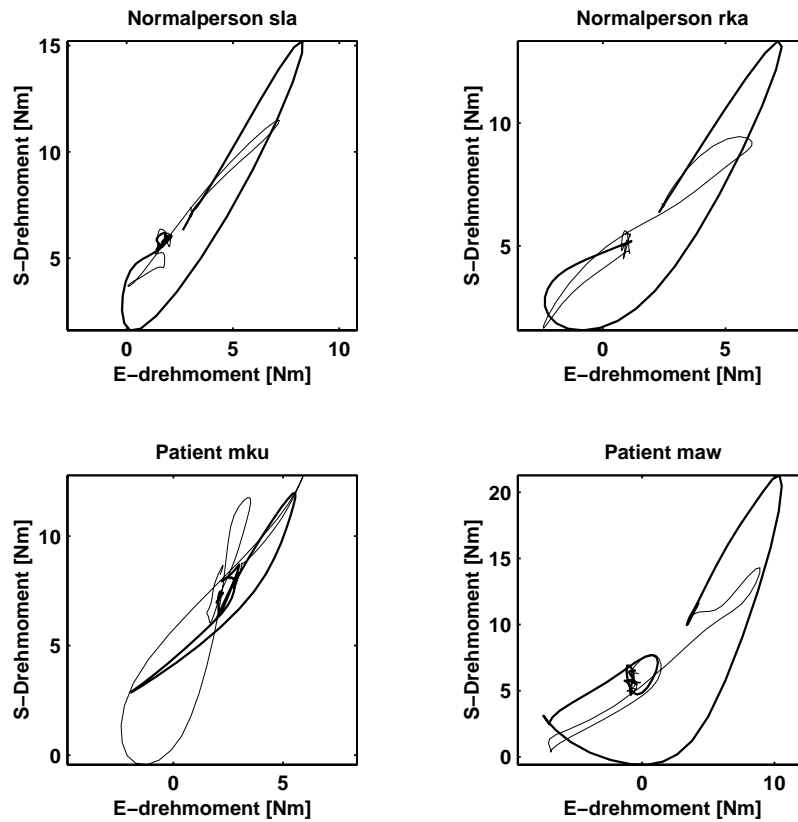 Normalperson sla
15
10
5
S-Drehmoment [Nm]
0 5 10
E-drehmoment [Nm]
Normalperson rka
10
5
S-Drehmoment [Nm]
0 5
E-drehmoment [Nm]
Patient mku
10
5
0
S-Drehmoment [Nm]
0 5
E-drehmoment [Nm]
Patient maw
20
15
10
5
0
S-Drehmoment [Nm]
0 10
E-drehmoment [Nm]